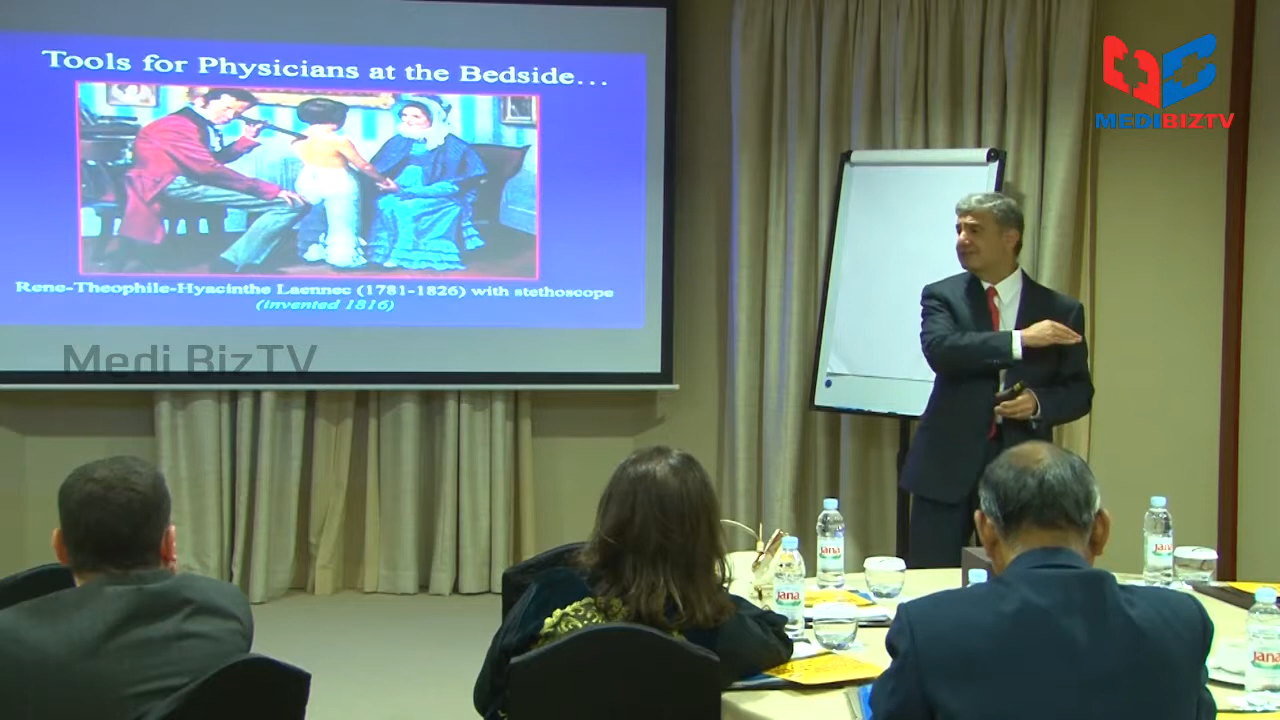 Tools for Physicians at the Bedside...
Rene-Theophile-Hyacinthe Laennec (1781-1826) with stethoscope
(invented 1816)
Medi BizTV
MEDIBIZTV
jana
jana
jana
jana